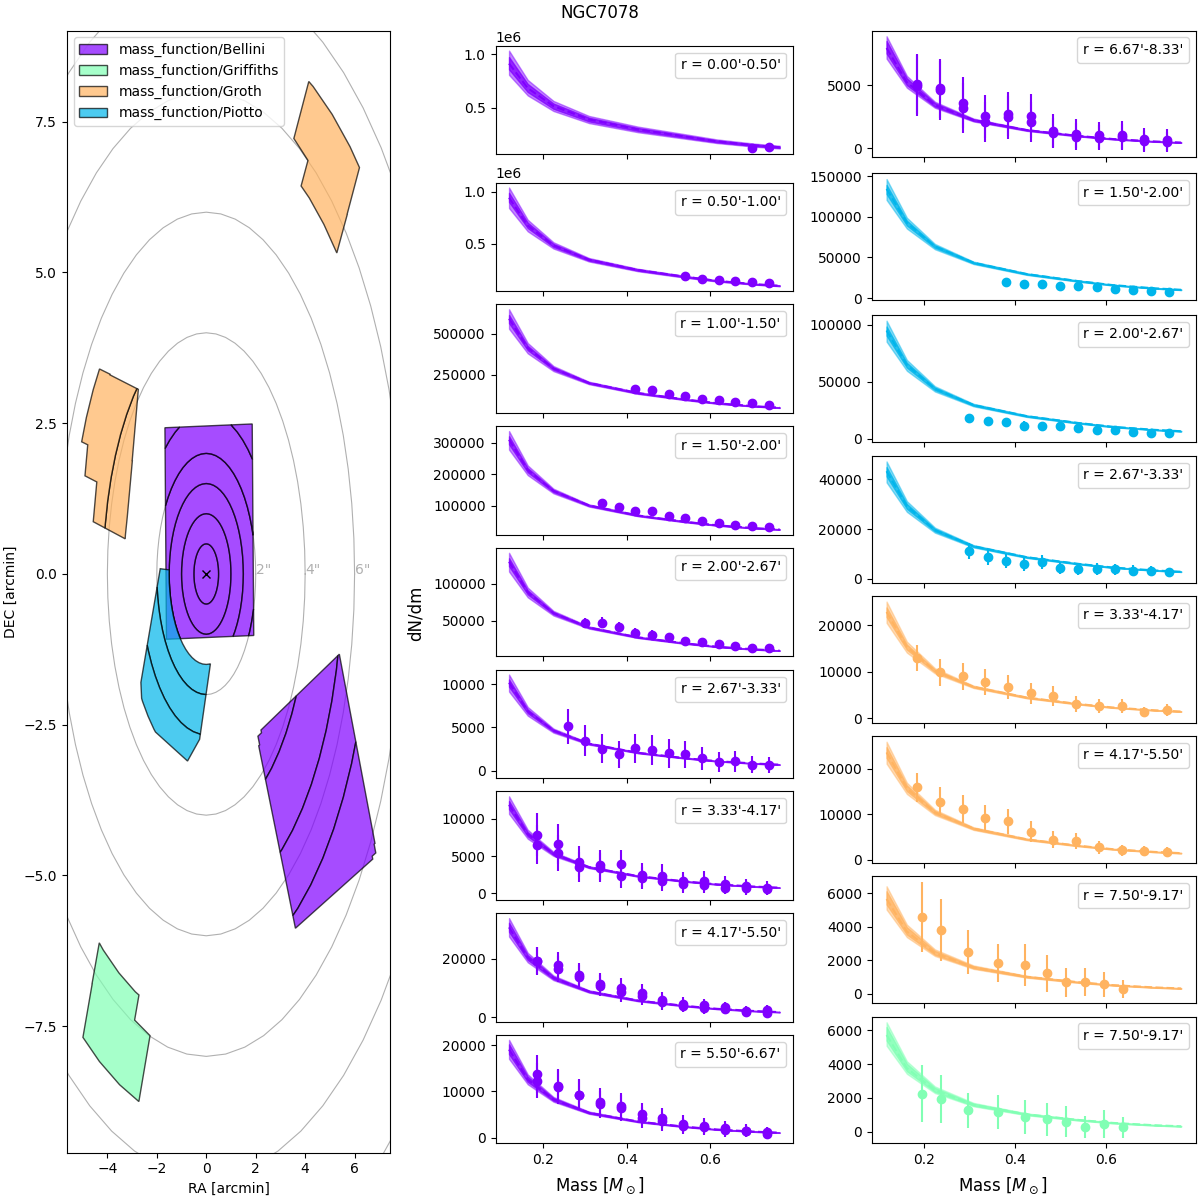 NGC7078
mass_function/Bellini
mass_function/Griffiths
mass_function/Groth
mass_function/Piotto
7.5
5.0
2.5
0.0
−2.5
−5.0
−7.5
DEC [arcmin]
2"
4"
6"
−4
−2
0
2
4
6
RA [arcmin]
dN/dm
1e6
1.0
0.5
r = 0.00'-0.50'
1e6
1.0
0.5
r = 0.50'-1.00'
500000
250000
r = 1.00'-1.50'
300000
200000
100000
r = 1.50'-2.00'
100000
50000
r = 2.00'-2.67'
10000
5000
0
r = 2.67'-3.33'
10000
5000
0
r = 3.33'-4.17'
20000
0
r = 4.17'-5.50'
20000
10000
0
r = 5.50'-6.67'
0.2
0.4
0.6
Mass [M_⊙]
5000
0
r = 6.67'-8.33'
150000
100000
50000
0
r = 1.50'-2.00'
100000
50000
0
r = 2.00'-2.67'
40000
20000
0
r = 2.67'-3.33'
20000
10000
0
r = 3.33'-4.17'
20000
10000
0
r = 4.17'-5.50'
6000
4000
2000
0
r = 7.50'-9.17'
6000
4000
2000
0
r = 7.50'-9.17'
0.2
0.4
0.6
Mass [M_⊙]